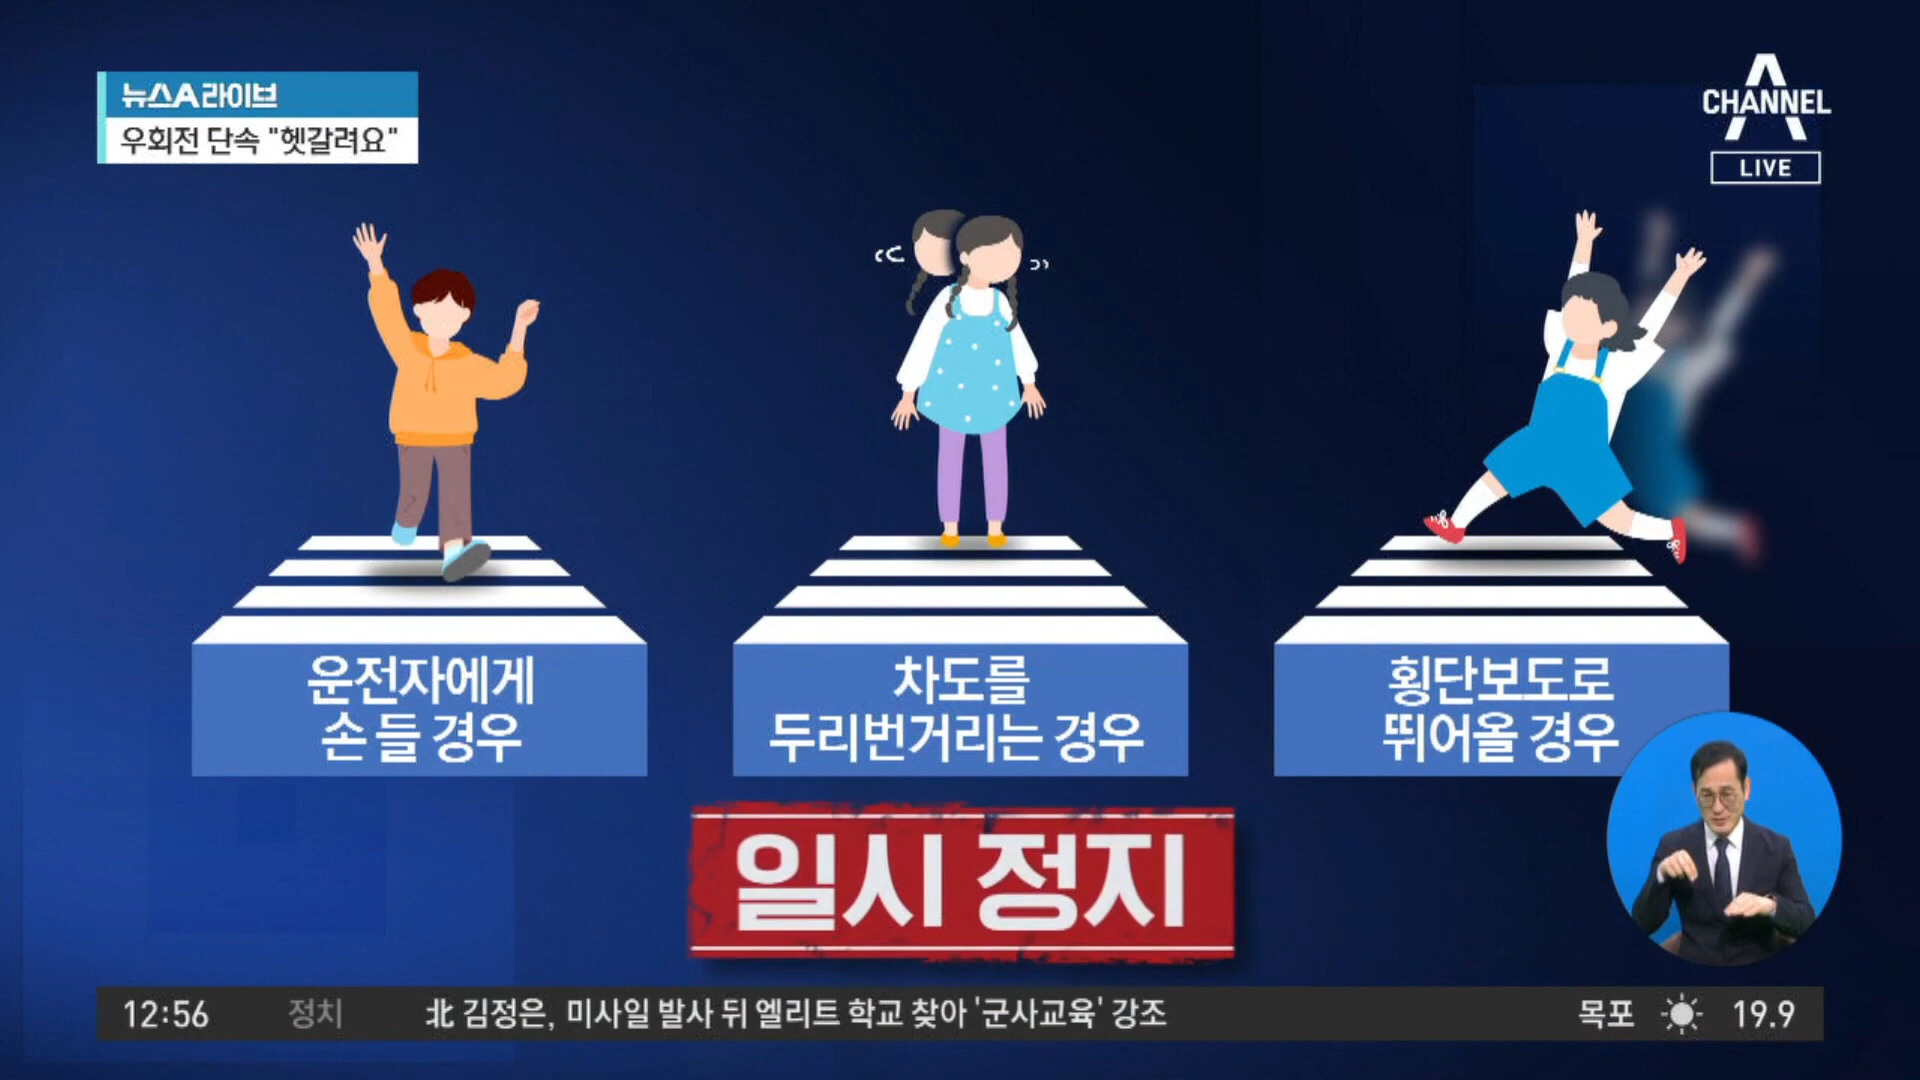 뉴스A 라이브
우회전 단속 "헷갈려요"
CHANNEL A
LIVE
운전자에게
손 들 경우
차도를
두리번거리는 경우
횡단보도로
뛰어올 경우
일시 정지
12:56 정치 北 김정은, 미사일 발사 뒤 엘리트 학교 찾아 '군사교육' 강조 목포 19.9